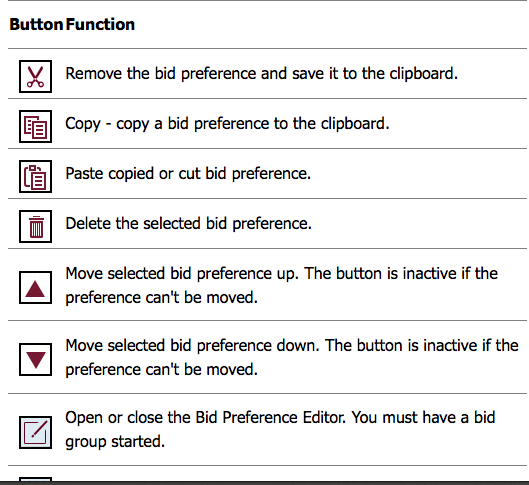 Button Function
Remove the bid preference and save it to the clipboard.
Copy - copy a bid preference to the clipboard.
Paste copied or cut bid preference.
Delete the selected bid preference.
Move selected bid preference up. The button is inactive if the
preference can't be moved.
Move selected bid preference down. The button is inactive if the
preference can't be moved.
Open or close the Bid Preference Editor. You must have a bid
group started.